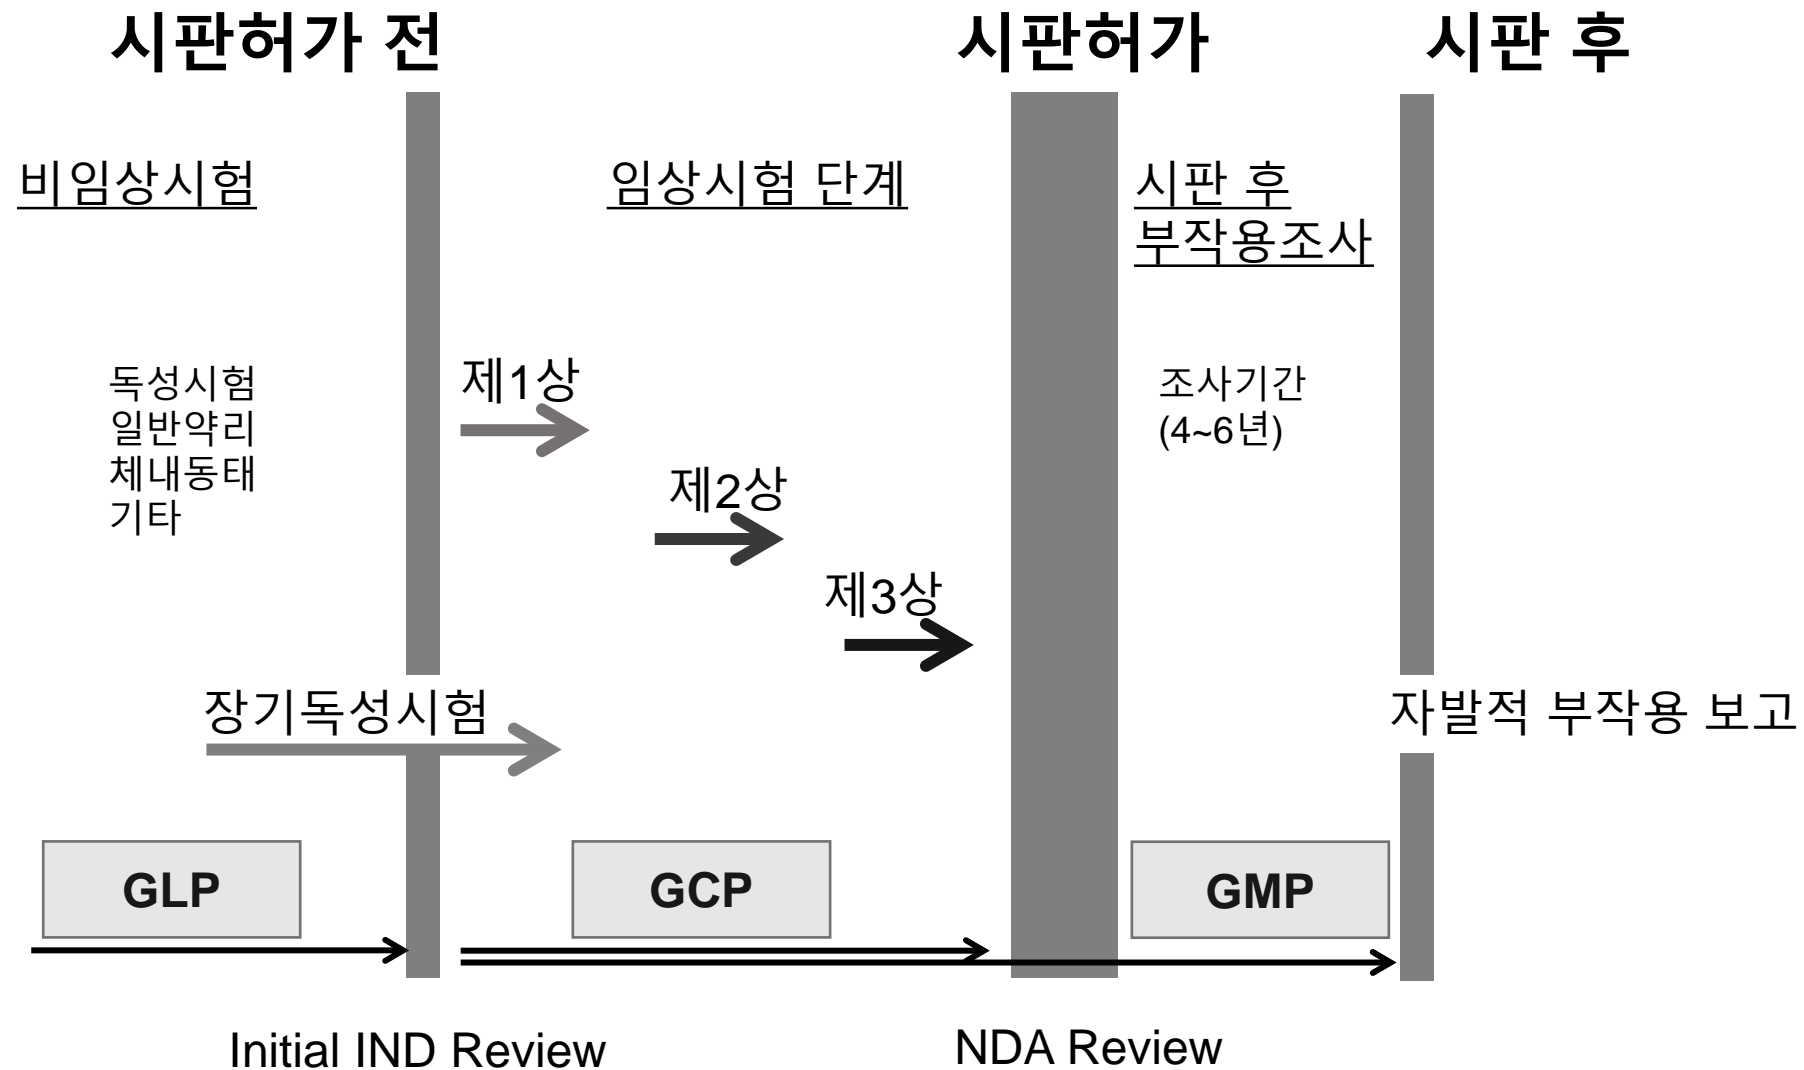 시판허가 전
시판허가
시판 후
비임상시험
임상시험 단계
시판 후
부작용조사
독성시험
일반약리
체내동태
기타
제1상
제2상
제3상
조사기간
(4~6년)
장기독성시험
자발적 부작용 보고
GLP
GCP
GMP
Initial IND Review
NDA Review